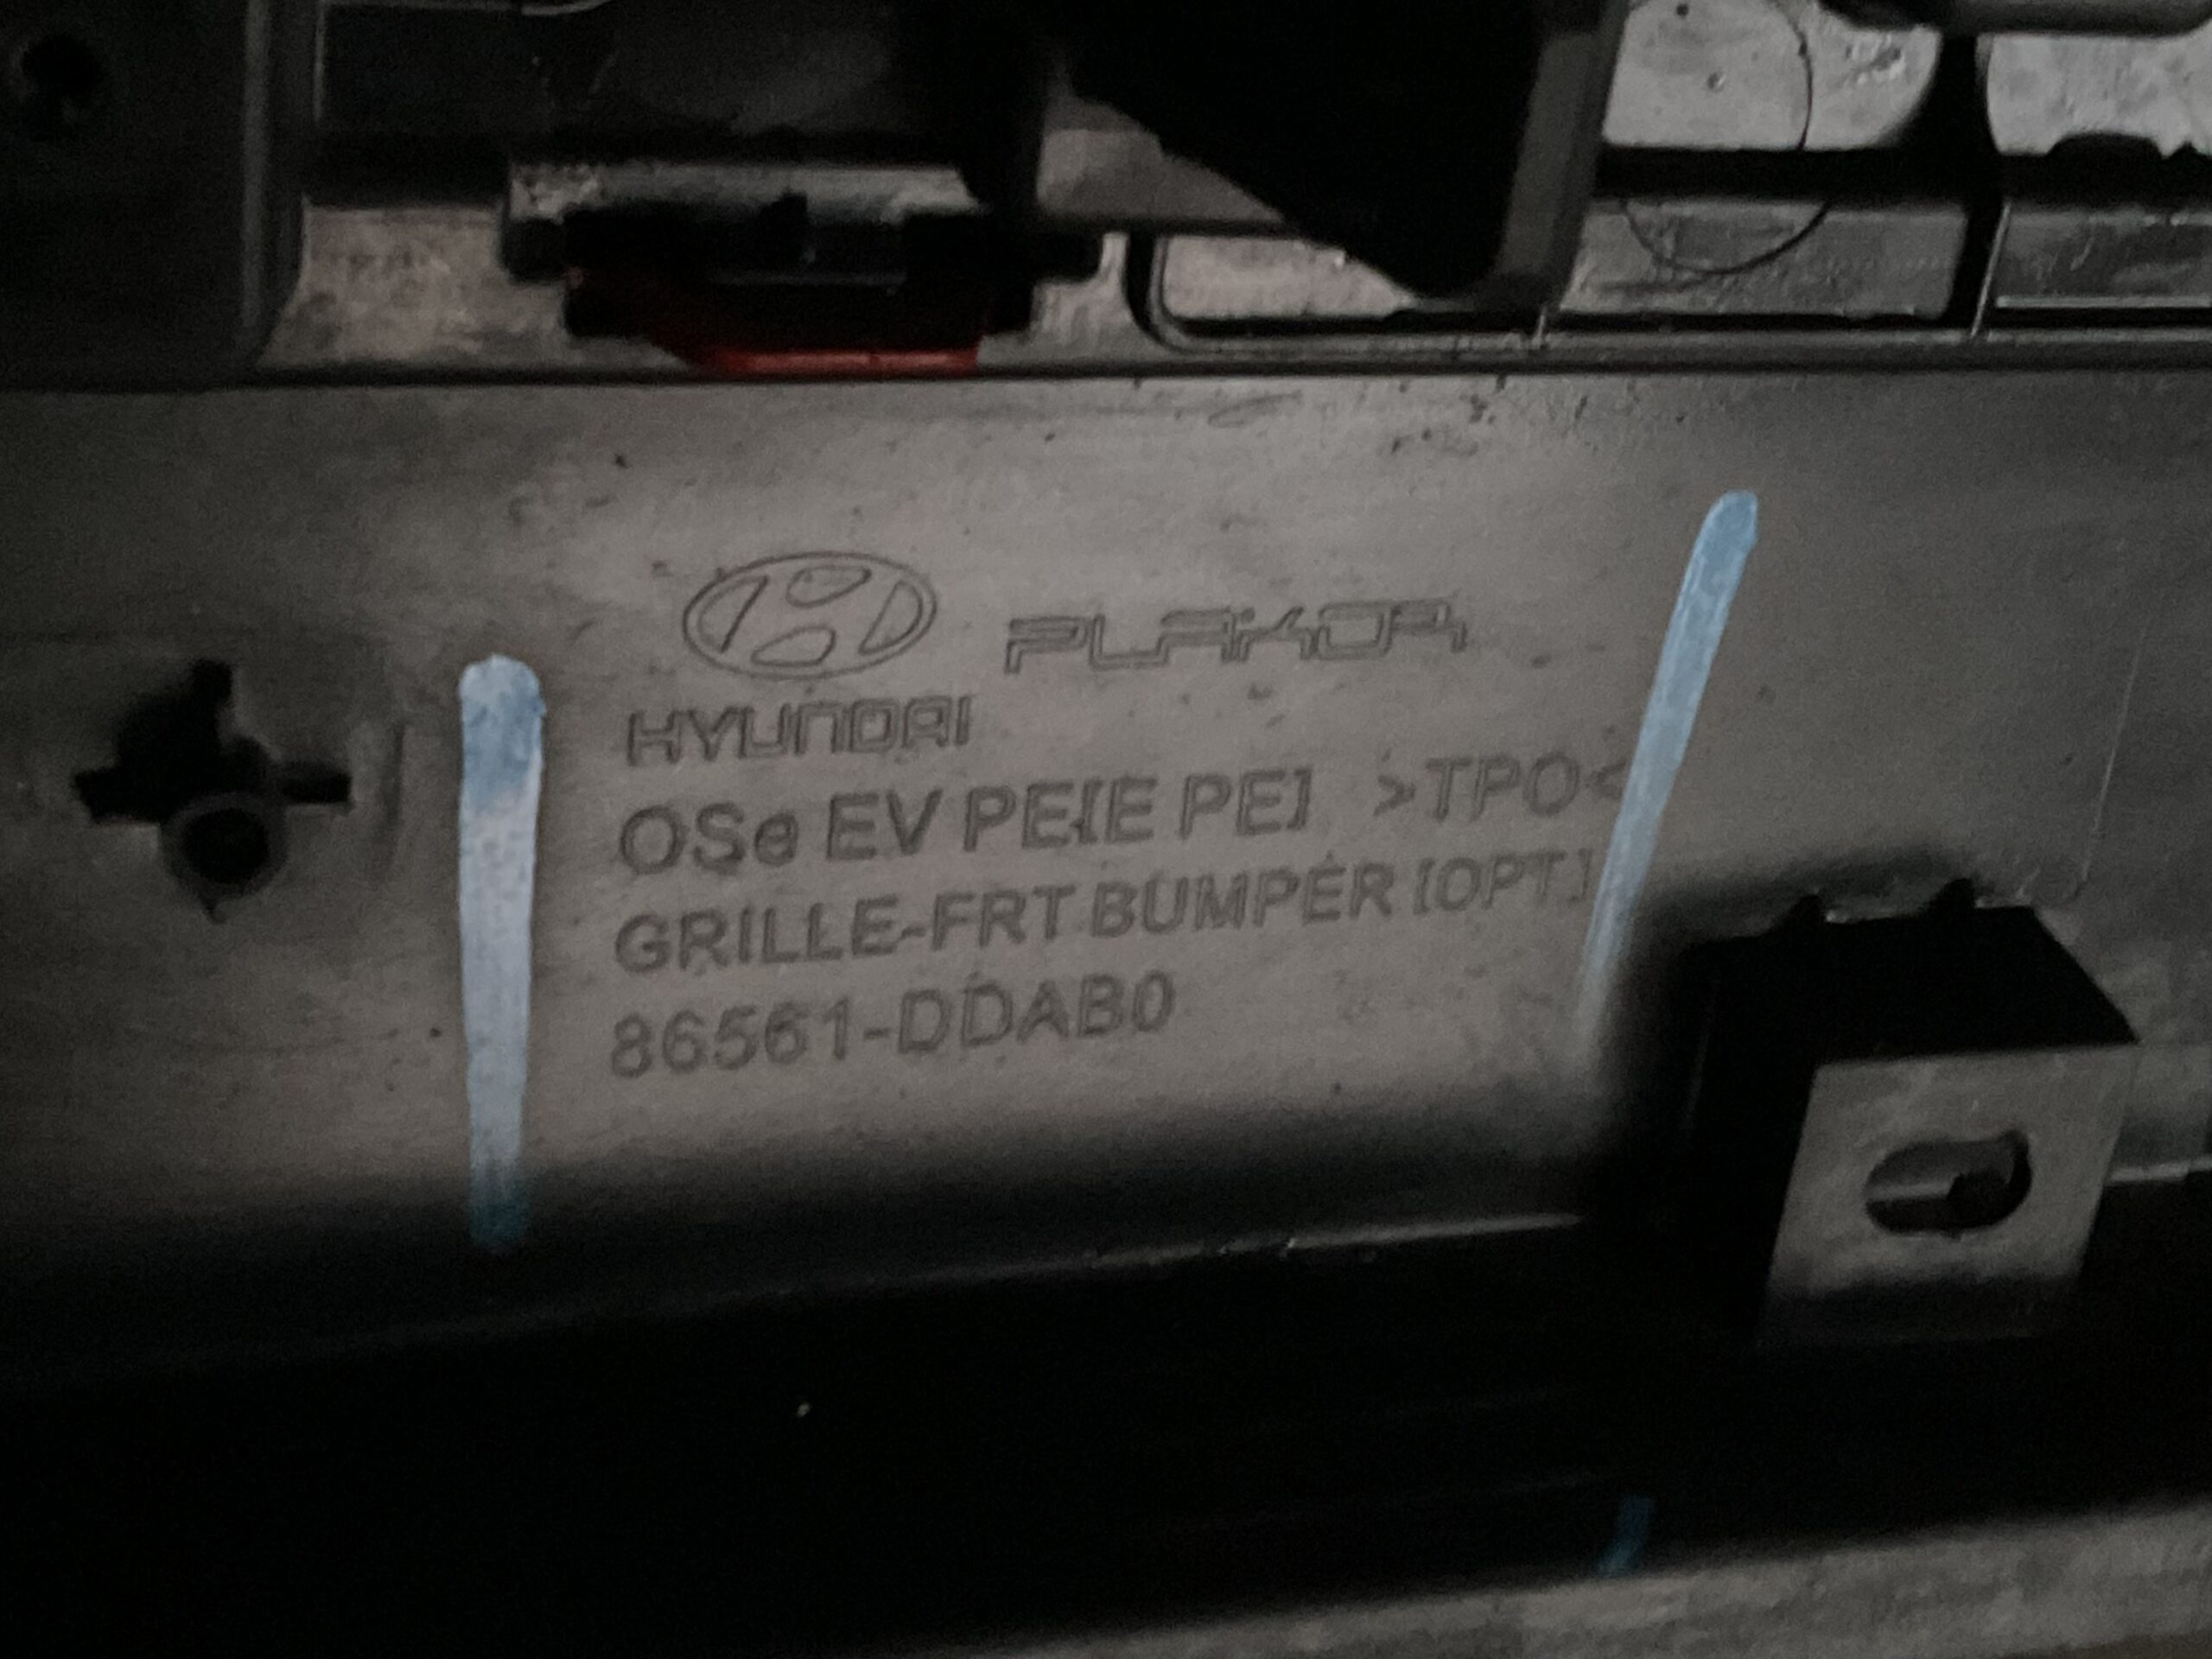 PLAKOR
HYUNDAI
OSe EV PE[E PE] >TPO<
GRILLE-FRT BUMPER [OPT]
86561-DDAB0